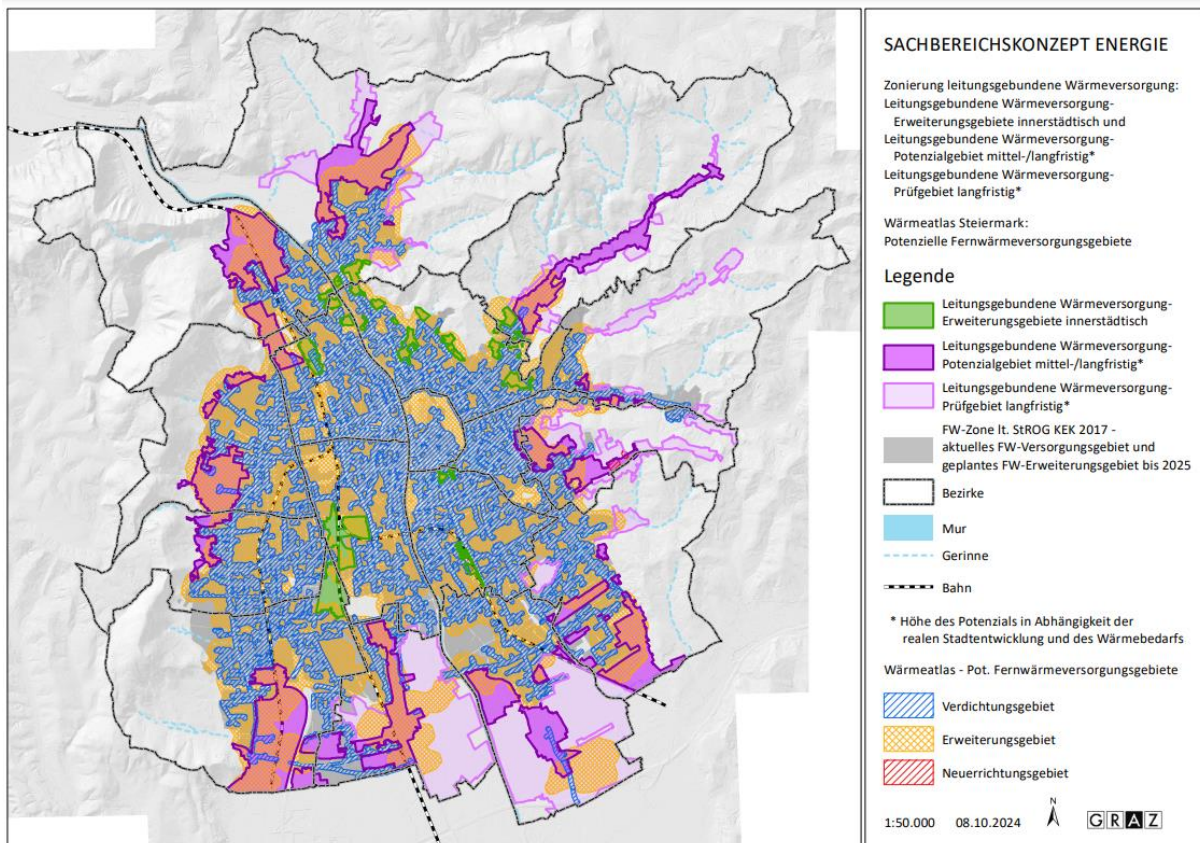 SACHBEREICHSKONZEPT ENERGIE
Zonierung leitungsgebundene Wärmeversorgung:
Leitungsgebundene Wärmeversorgung-
Erweiterungsgebiete innerstädtisch und
Leitungsgebundene Wärmeversorgung-
Potenzialgebiet mittel-/langfristig*
Leitungsgebundene Wärmeversorgung-
Prüfgebiet langfristig*
Wärmeatlas Steiermark:
Potenzielle Fernwärmeversorgungsgebiete
Legende
Leitungsgebundene Wärmeversorgung-
Erweiterungsgebiete innerstädtisch
Leitungsgebundene Wärmeversorgung-
Potenzialgebiet mittel-/langfristig*
Leitungsgebundene Wärmeversorgung-
Prüfgebiet langfristig*
FW-Zone lt. StROG KEK 2017 -
aktuelles FW-Versorgungsgebiet und
geplantes FW-Erweiterungsgebiet bis 2025
Bezirke
Mur
Gerinne
Bahn
* Höhe des Potenzials in Abhängigkeit der
realen Stadtentwicklung und des Wärmebedarfs
Wärmeatlas - Pot. Fernwärmeversorgungsgebiete
Verdichtungsgebiet
Erweiterungsgebiet
Neuerrichtungsgebiet
1:50.000 08.10.2024 N GRAZ